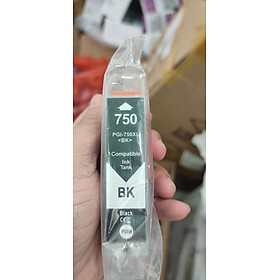 750
PGI-750XL
<BK>
Compatible
Ink
Tank
BK
Black